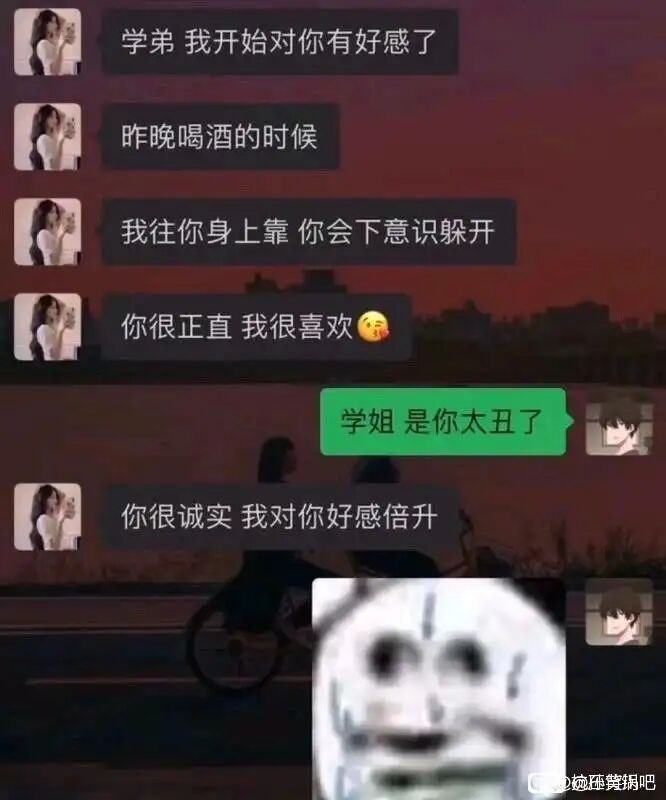 学弟 我开始对你有好感了
昨晚喝酒的时候
我往你身上靠 你会下意识躲开
你很正直 我很喜欢😘
学姐 是你太丑了
你很诚实 我对你好感倍升